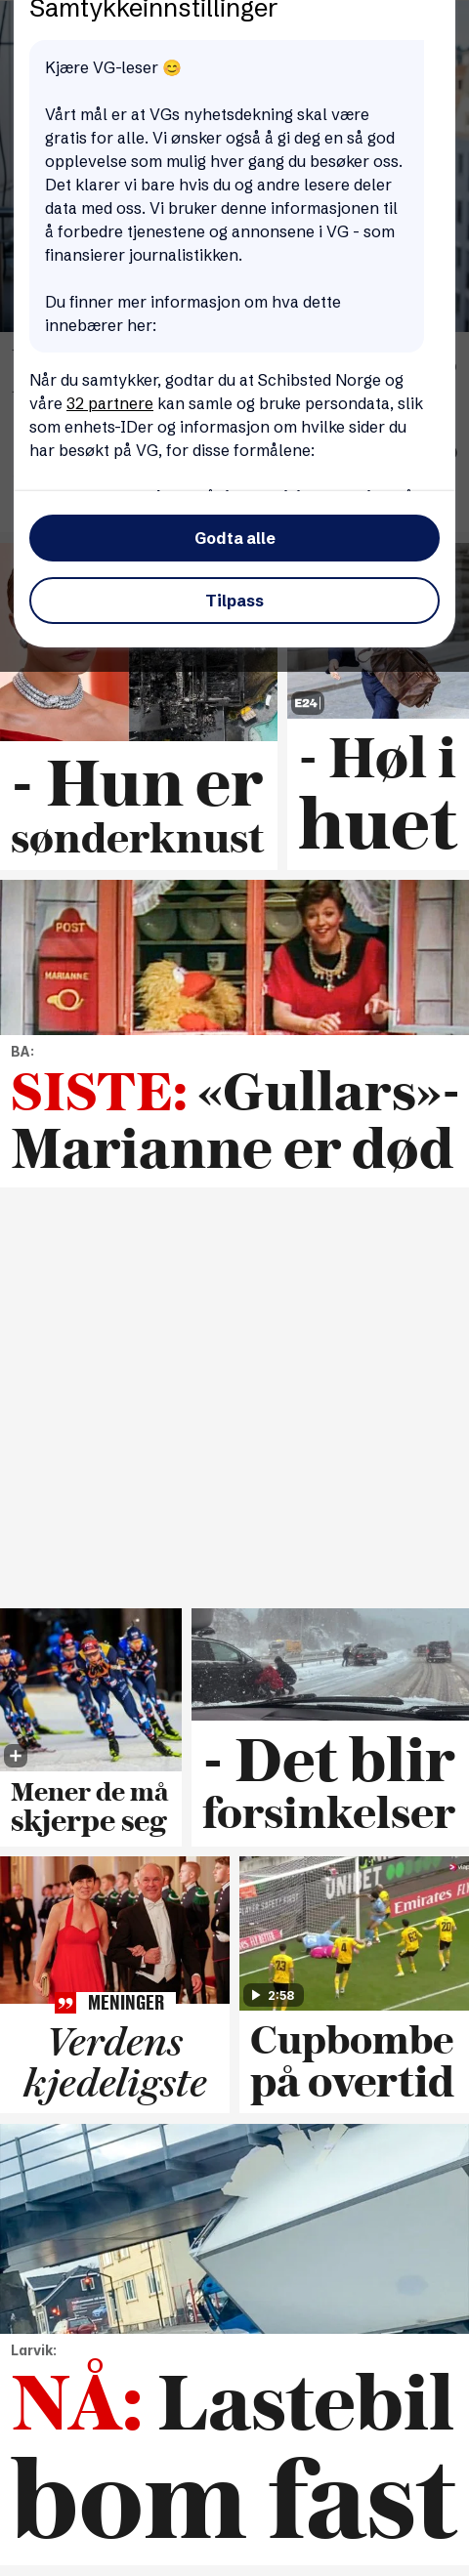 Samtykkeinnstillinger
Kjære VG-leser 😊
Vårt mål er at VGs nyhetsdekning skal være
gratis for alle. Vi ønsker også å gi deg en så god
opplevelse som mulig hver gang du besøker oss.
Det klarer vi bare hvis du og andre lesere deler
data med oss. Vi bruker denne informasjonen til
å forbedre tjenestene og annonsene i VG - som
finansierer journalistikken.
Du finner mer informasjon om hva dette
innebærer her:
Når du samtykker, godtar du at Schibsted Norge og
våre 32 partnere kan samle og bruke persondata, slik
som enhets-IDer og informasjon om hvilke sider du
har besøkt på VG, for disse formålene:
Godta alle
Tilpass
E24
- Hun er
sønderknust
- Høl i
huet
POST
MARIANNE
BA:
SISTE: «Gullars»-
Marianne er død
Mener de må
skjerpe seg
- Det blir
forsinkelser
MENINGER
Verdens
kjedeligste
UNIBET
Emirates
23
4
20
2:58
Cupbombe
på overtid
Larvik:
NÅ: Lastebil
bom fast